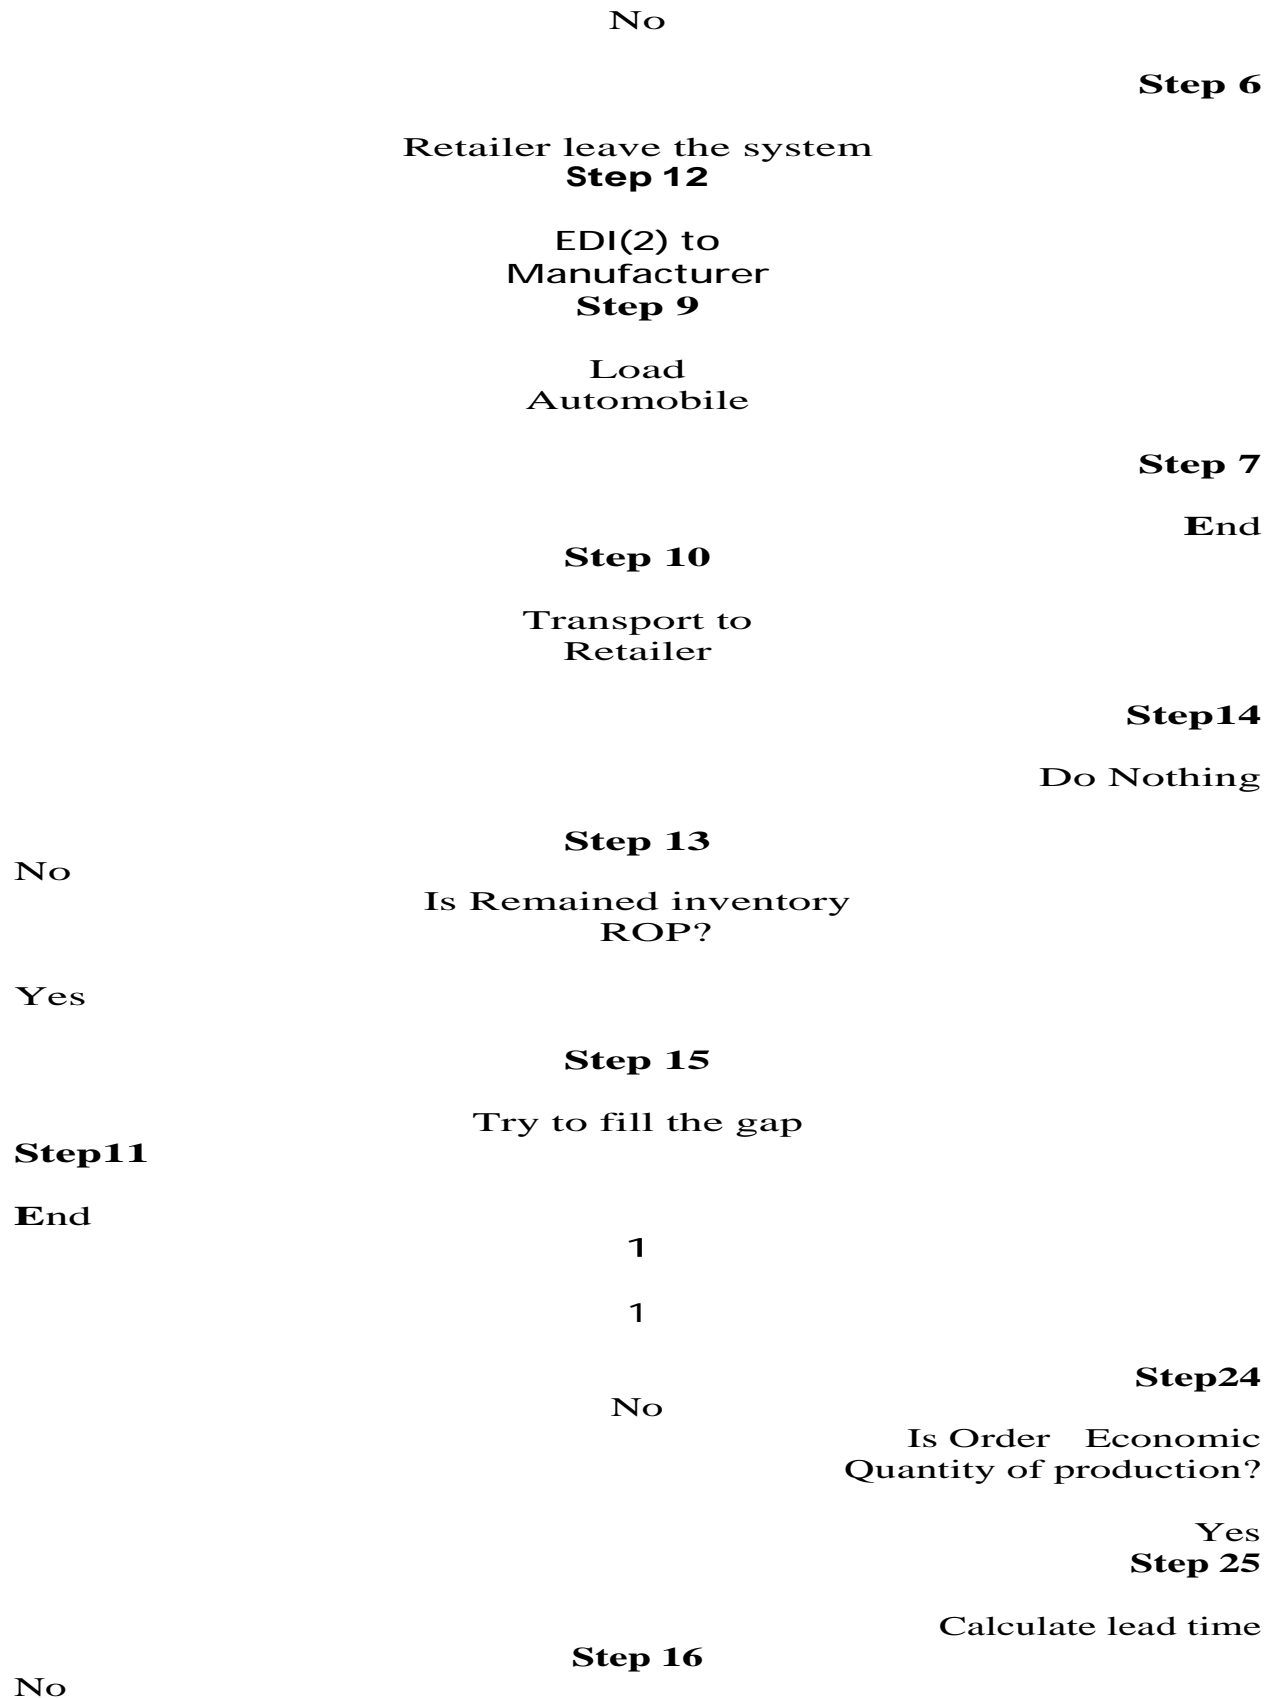 No
Step 6
Retailer leave the system
Step 12
EDI(2) to
Manufacturer
Step 9
Load
Automobile
Step 7
End
Step 10
Transport to
Retailer
Step14
Do Nothing
Step 13
No
Is Remained inventory
ROP?
Yes
Step 15
Try to fill the gap
Step11
End
1
1
Step24
No
Is Order Economic
Quantity of production?
Yes
Step 25
Calculate lead time
Step 16
No